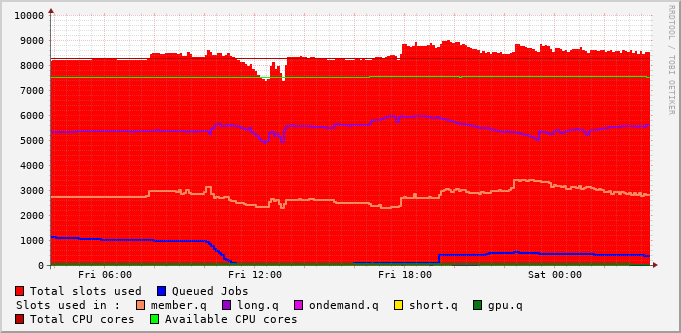 10000
9000
8000
7000
6000
5000
4000
3000
2000
1000
0
Fri 06:00 Fri 12:00 Fri 18:00 Sat 00:00
Total slots used Queued Jobs
Slots used in : member.q long.q ondemand.q short.q gpu.q
Total CPU cores Available CPU cores
RRDTOOL / TOBI OETIKER